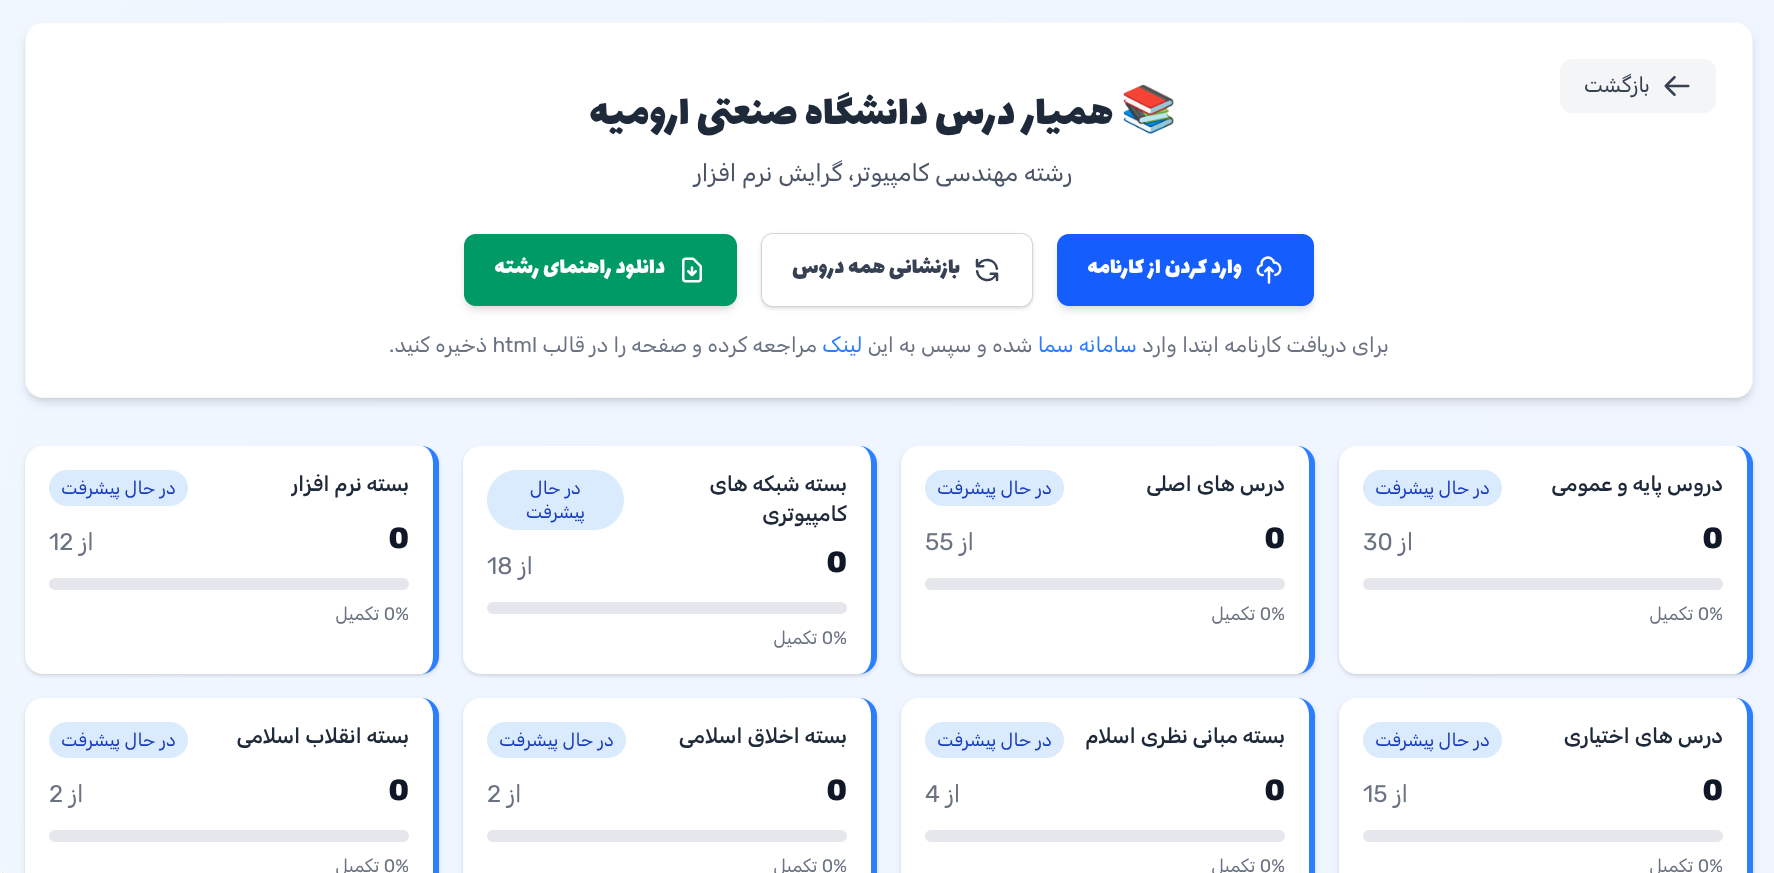 بازگشت
📚 همیار درس دانشگاه صنعتی ارومیه
رشته مهندسی کامپیوتر، گرایش نرم افزار
وارد کردن از کارنامه
بازنشانی همه دروس
دانلود راهنمای رشته
برای دریافت کارنامه ابتدا وارد سامانه سما شده و سپس به این لینک مراجعه کرده و صفحه را در قالب html ذخیره کنید.
دروس پایه و عمومی
در حال پیشرفت
0
از 30
0% تکمیل
درس های اصلی
در حال پیشرفت
0
از 55
0% تکمیل
بسته شبکه های
کامپیوتری
در حال
پیشرفت
0
از 18
0% تکمیل
بسته نرم افزار
در حال پیشرفت
0
از 12
0% تکمیل
درس های اختیاری
در حال پیشرفت
0
از 15
0% تکمیل
بسته مبانی نظری اسلام
در حال پیشرفت
0
از 4
0% تکمیل
بسته اخلاق اسلامی
در حال پیشرفت
0
از 2
0% تکمیل
بسته انقلاب اسلامی
در حال پیشرفت
0
از 2
0% تکمیل